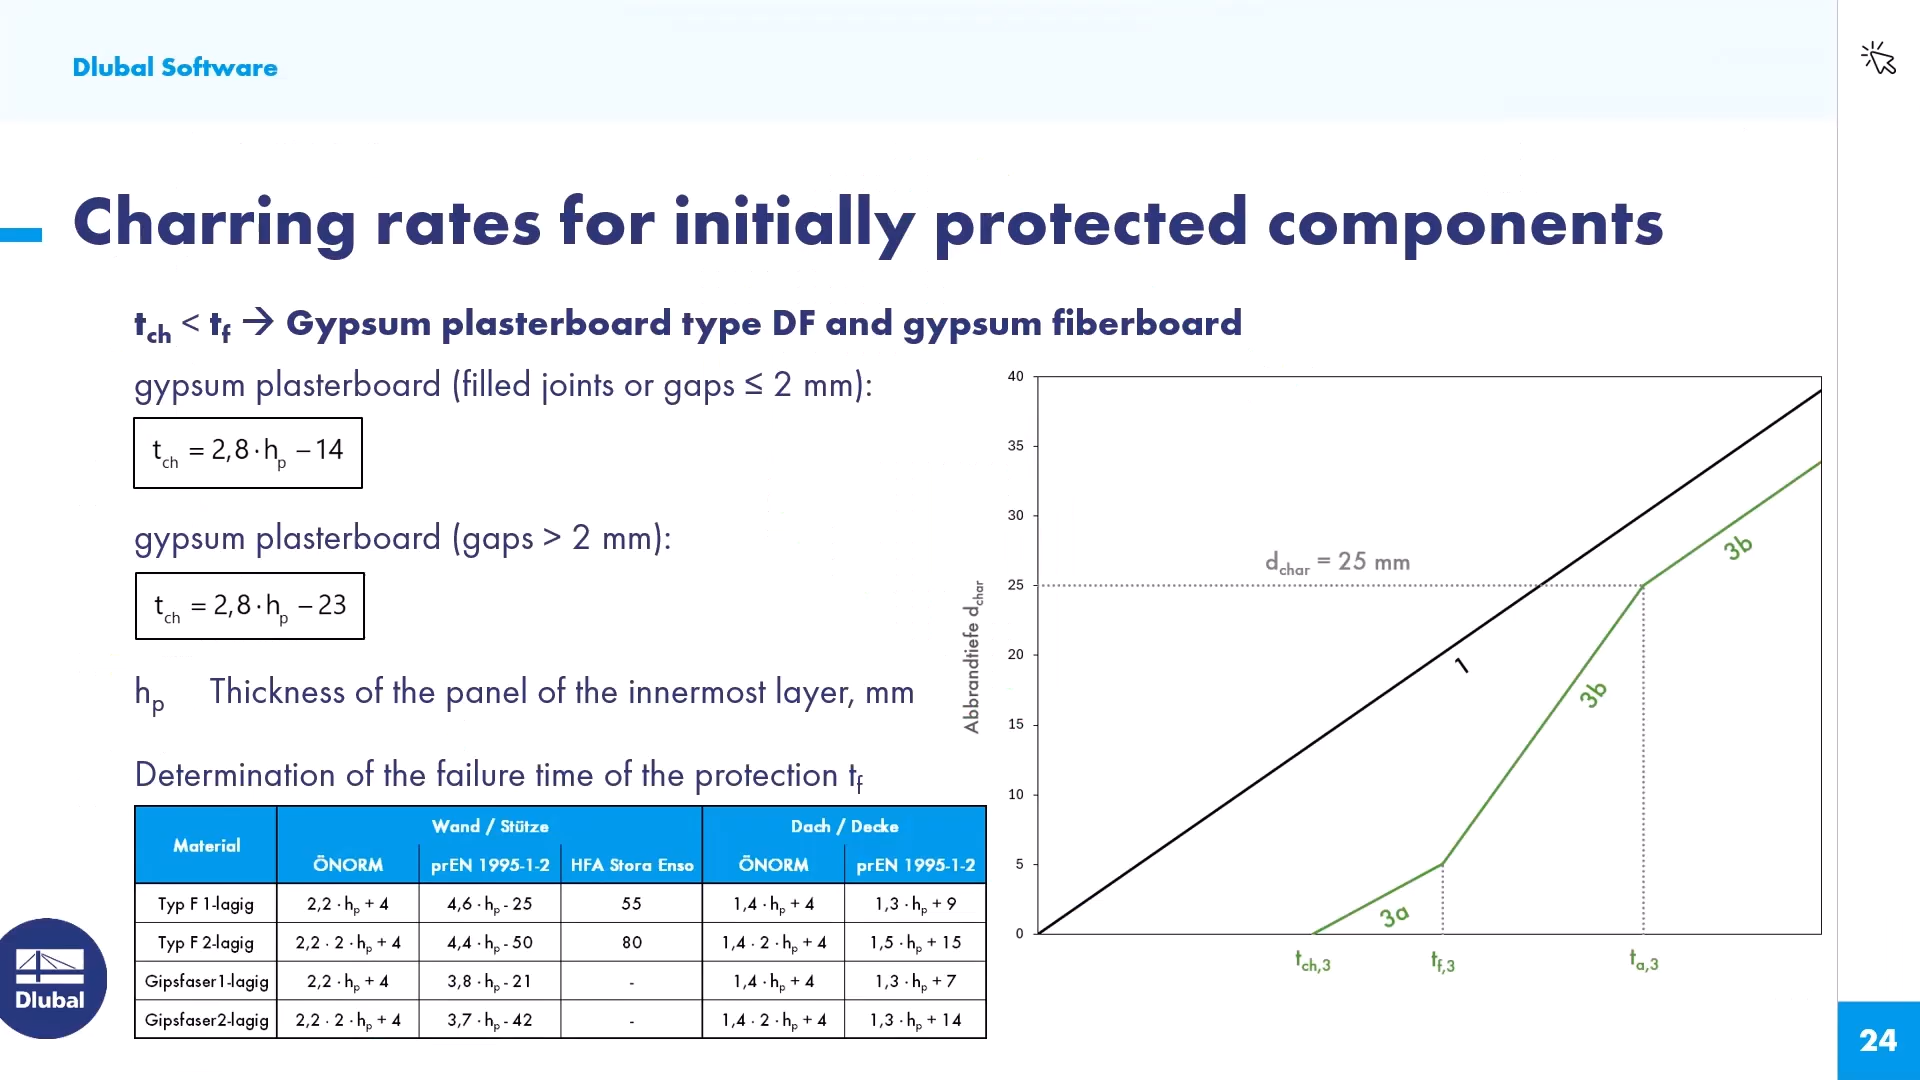 Dlubal Software
Charring rates for initially protected components
tch < tf → Gypsum plasterboard type DF and gypsum fiberboard
gypsum plasterboard (filled joints or gaps ≤ 2 mm):
tch = 2,8·hp − 14
gypsum plasterboard (gaps > 2 mm):
tch = 2,8·hp − 23
hp Thickness of the panel of the innermost layer, mm
Determination of the failure time of the protection tf
Material Wand / Stütze Dach / Decke
ÖNORM prEN 1995-1-2 HFA Stora Enso ÖNORM prEN 1995-1-2
Typ F 1-lagig 2,2 · hp + 4 4,6 · hp - 25 55 1,4 · hp + 4 1,3 · hp + 9
Typ F 2-lagig 2,2 · 2 · hp + 4 4,4 · hp - 50 80 1,4 · 2 · hp + 4 1,5 · hp + 15
Gipsfaser1-lagig 2,2 · hp + 4 3,8 · hp - 21 - 1,4 · hp + 4 1,3 · hp + 7
Gipsfaser2-lagig 2,2 · 2 · hp + 4 3,7 · hp - 42 - 1,4 · 2 · hp + 4 1,3 · hp + 14
Abbrandtiefe dchar
40
35
30
25
20
15
10
5
0
dchar = 25 mm
1
3b
3b
3a
tch,3 tf,3 ta,3
Dlubal
24